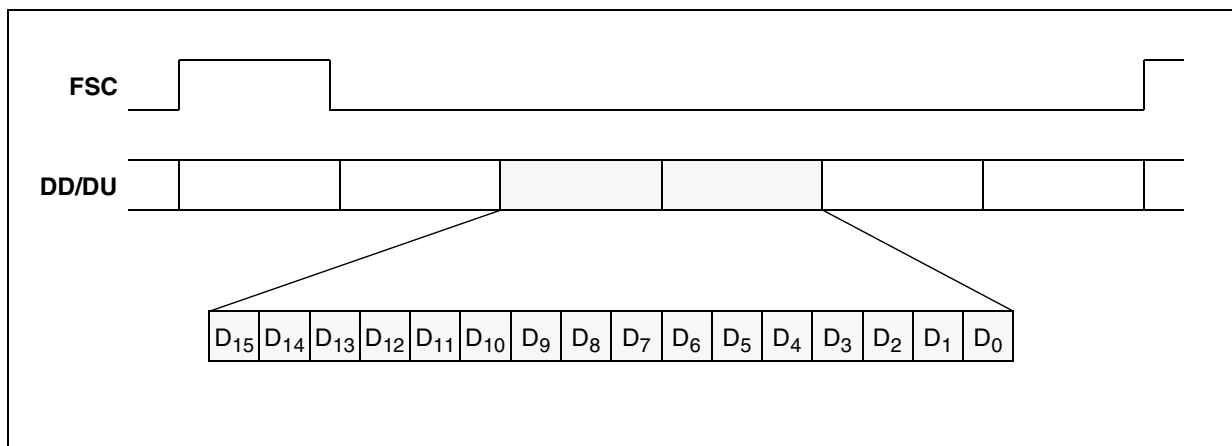 FSC
DD/DU
D₁₅ D₁₄ D₁₃ D₁₂ D₁₁ D₁₀ D₉ D₈ D₇ D₆ D₅ D₄ D₃ D₂ D₁ D₀